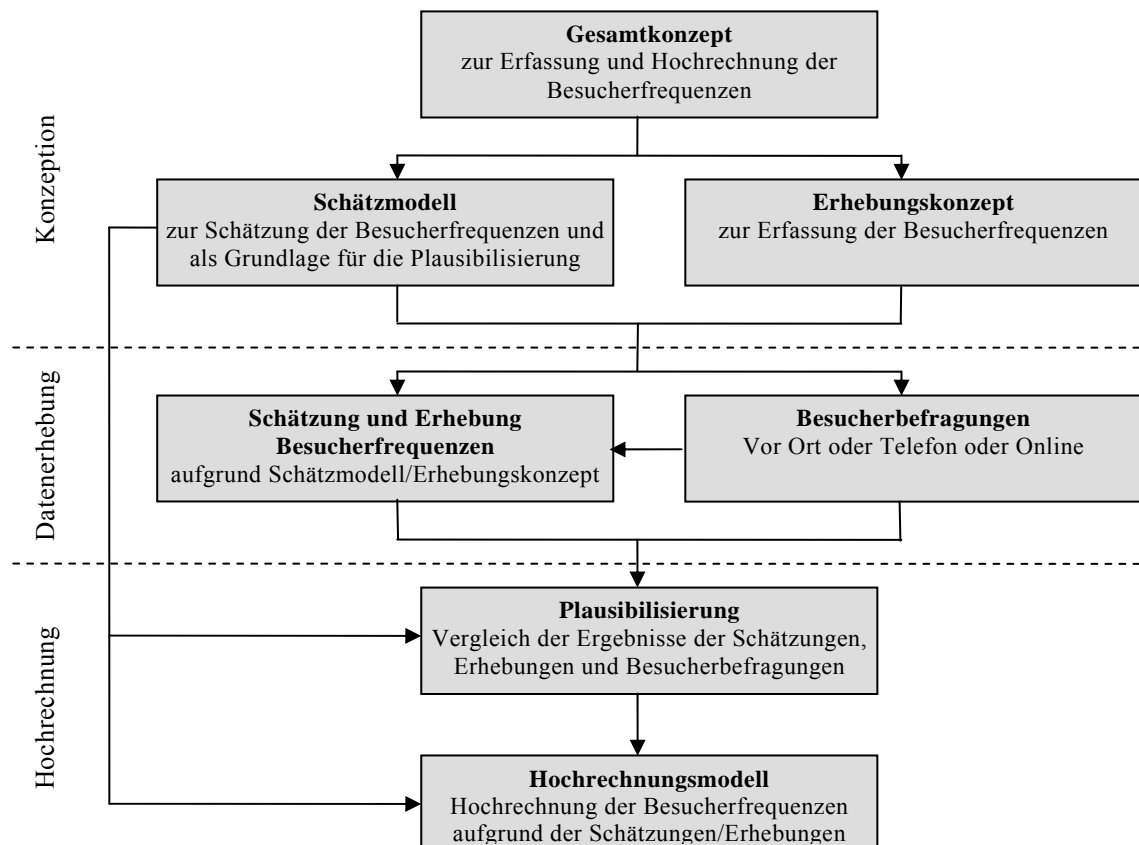 Gesamtkonzept
zur Erfassung und Hochrechnung der
Besucherfrequenzen
Konzeption
Schätzmodell
zur Schätzung der Besucherfrequenzen und
als Grundlage für die Plausibilisierung
Erhebungskonzept
zur Erfassung der Besucherfrequenzen
Datenerhebung
Schätzung und Erhebung
Besucherfrequenzen
aufgrund Schätzmodell/Erhebungskonzept
Besucherbefragungen
Vor Ort oder Telefon oder Online
Hochrechnung
Plausibilisierung
Vergleich der Ergebnisse der Schätzungen,
Erhebungen und Besucherbefragungen
Hochrechnungsmodell
Hochrechnung der Besucherfrequenzen
aufgrund der Schätzungen/Erhebungen